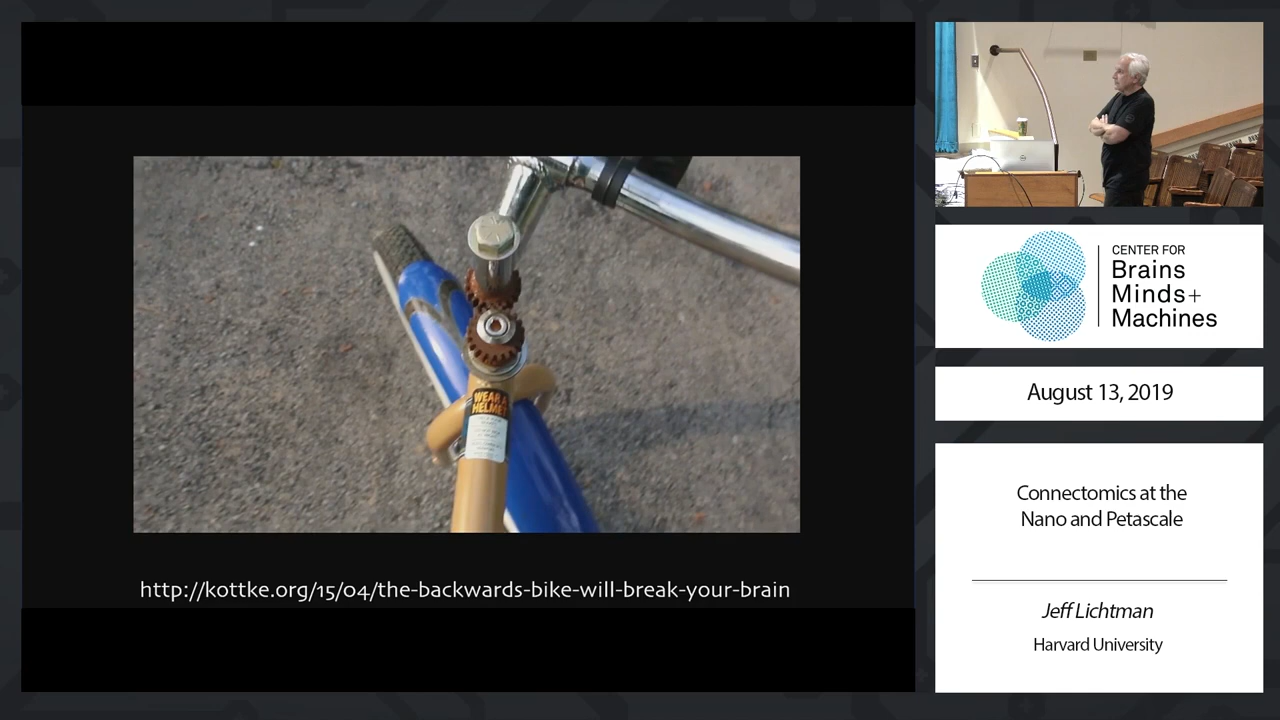 WEAR A
HELMET
http://kottke.org/15/04/the-backwards-bike-will-break-your-brain
CENTER FOR
Brains
Minds+
Machines
August 13, 2019
Connectomics at the
Nano and Petascale
Jeff Lichtman
Harvard University